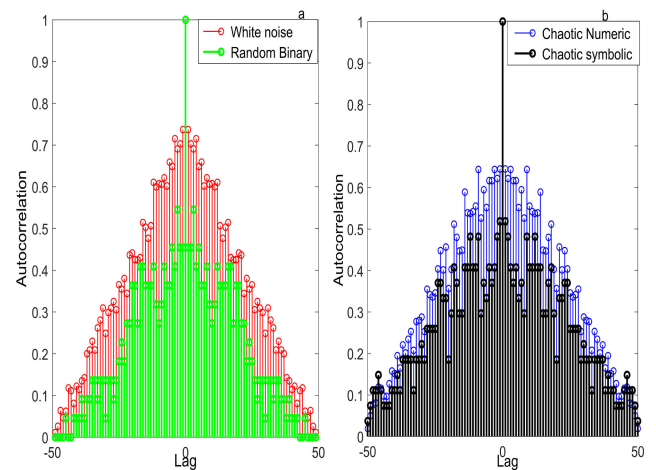 a
White noise
Random Binary
1
0.9
0.8
0.7
0.6
0.5
0.4
0.3
0.2
0.1
0
Autocorrelation
-50
0
50
Lag
b
Chaotic Numeric
Chaotic symbolic
1
0.9
0.8
0.7
0.6
0.5
0.4
0.3
0.2
0.1
0
Autocorrelation
-50
0
50
Lag